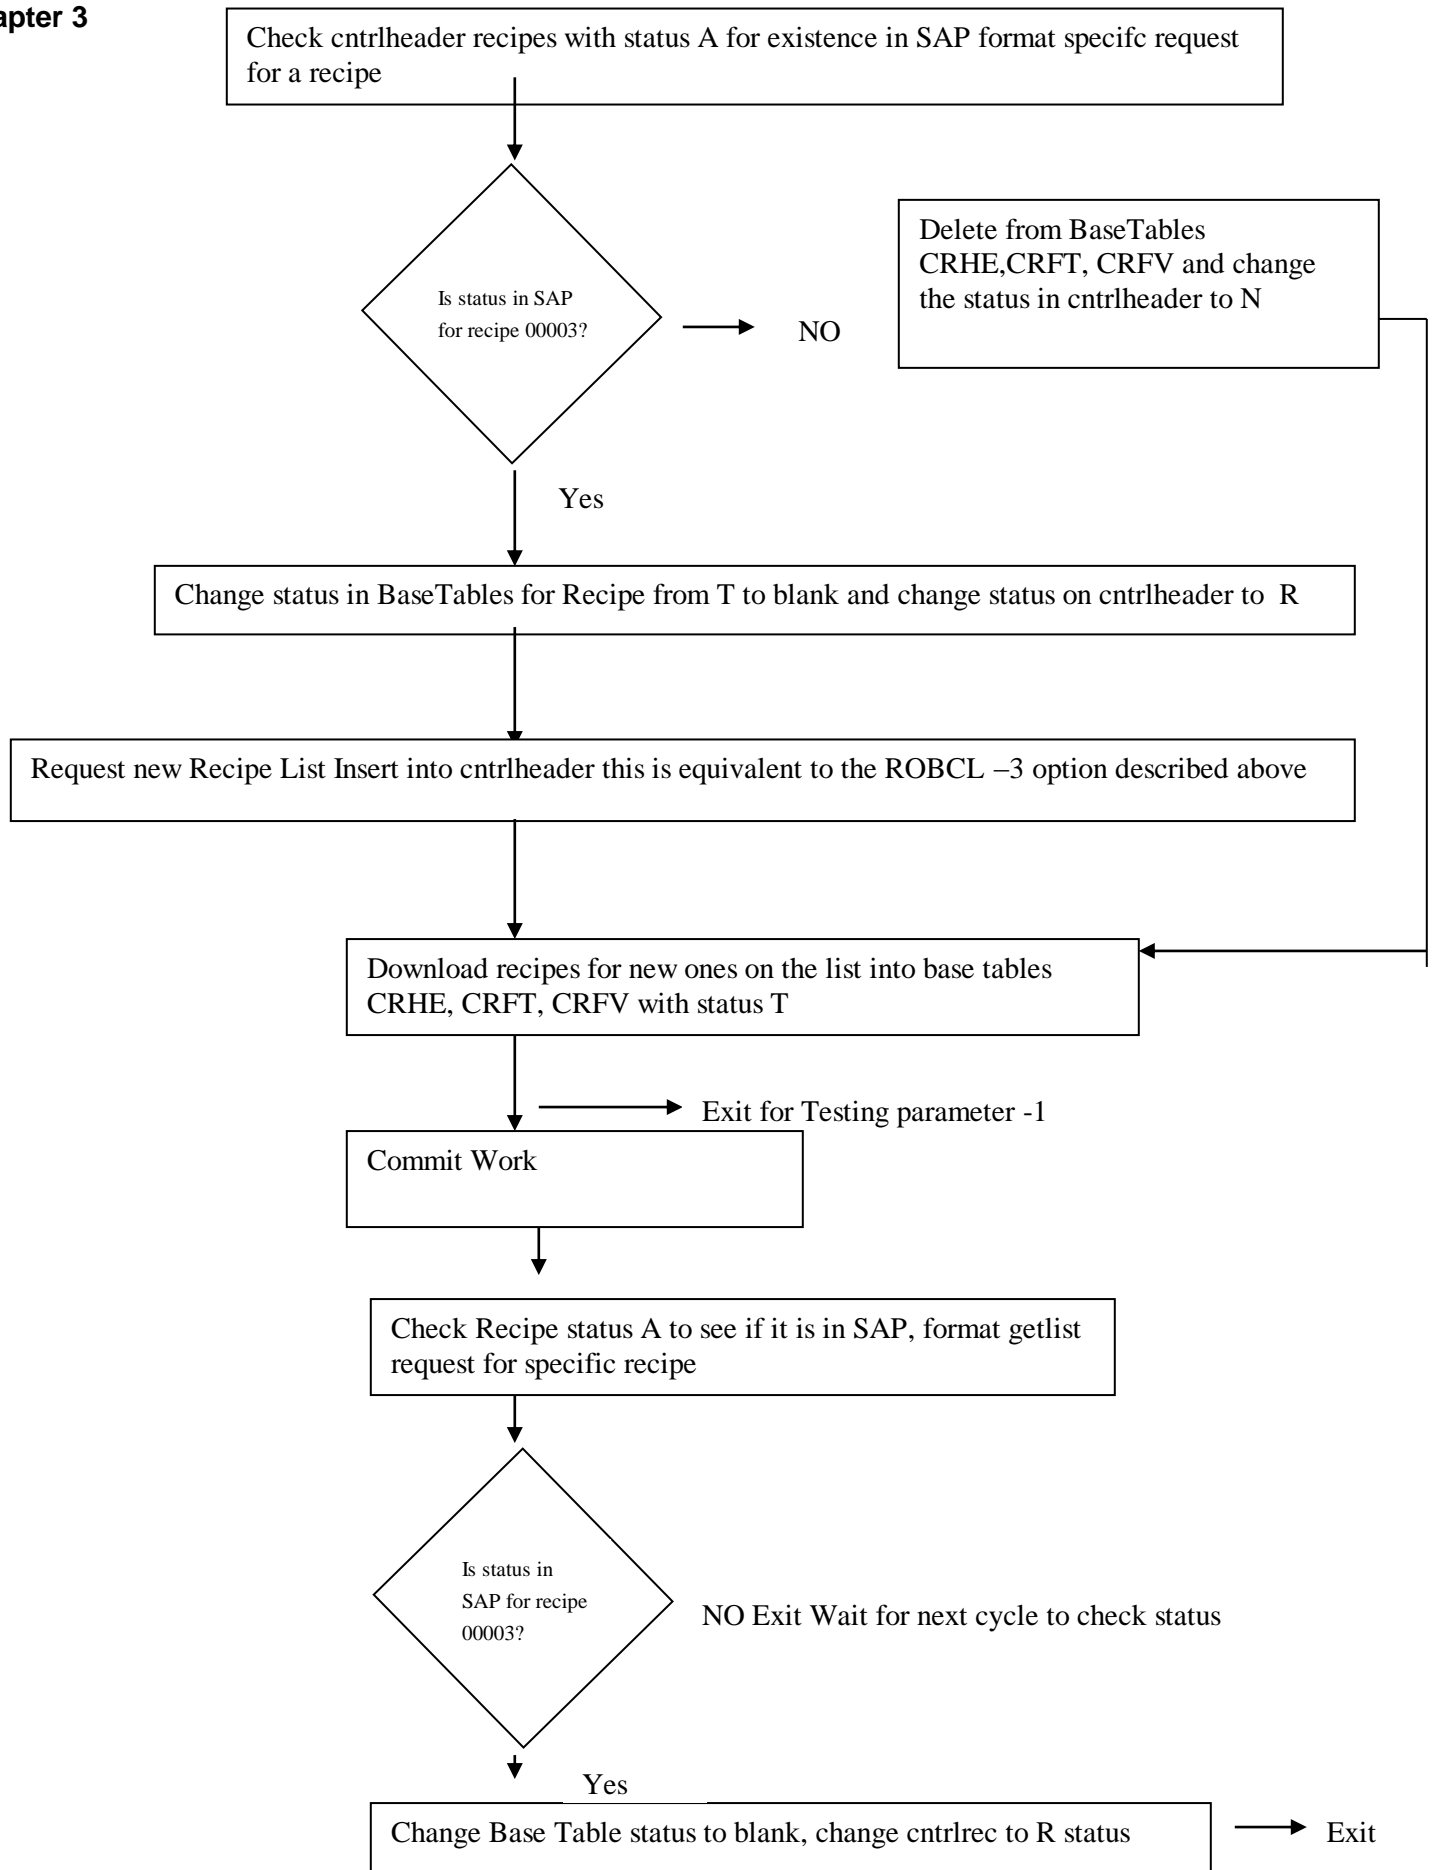 apter 3
Check cntrlheader recipes with status A for existence in SAP format specifc request
for a recipe
Delete from BaseTables
CRHE,CRFT, CRFV and change
the status in cntrlheader to N
Is status in SAP
for recipe 00003?
NO
Yes
Change status in BaseTables for Recipe from T to blank and change status on cntrlheader to R
Request new Recipe List Insert into cntrlheader this is equivalent to the ROBCL –3 option described above
Download recipes for new ones on the list into base tables
CRHE, CRFT, CRFV with status T
Exit for Testing parameter -1
Commit Work
Check Recipe status A to see if it is in SAP, format getlist
request for specific recipe
Is status in
SAP for recipe
00003?
NO Exit Wait for next cycle to check status
Yes
Change Base Table status to blank, change cntrlrec to R status
Exit